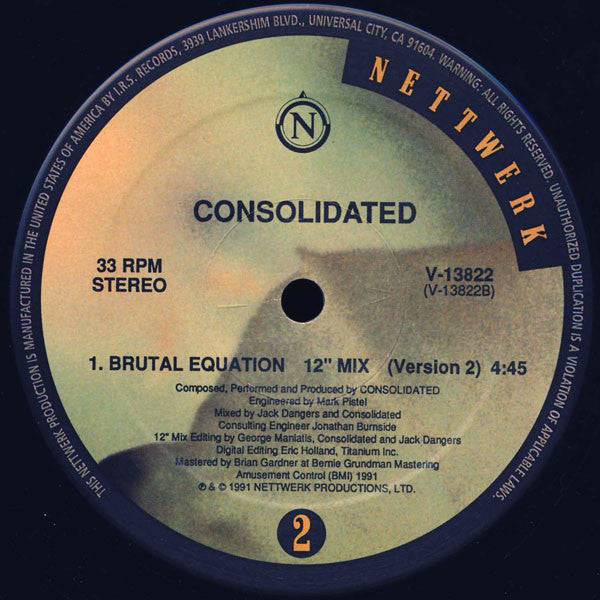 THIS NETTWERK PRODUCTION IS MANUFACTURED IN THE UNITED STATES OF AMERICA BY I.R.S. RECORDS, 3939 LANKERSHIM BLVD., UNIVERSAL CITY, CA 91604. WARNING: ALL RIGHTS RESERVED. UNAUTHORIZED DUPLICATION IS A VIOLATION OF APPLICABLE LAWS.
NETTWERK
N
CONSOLIDATED
33 RPM
STEREO
V-13822
(V-13822B)
1. BRUTAL EQUATION 12" MIX (Version 2) 4:45
Composed, Performed and Produced by CONSOLIDATED
Engineered by Mark Pistel
Mixed by Jack Dangers and Consolidated
Consulting Engineer Jonathan Burnside
12" Mix Editing by George Maniatis, Consolidated and Jack Dangers
Digital Editing Eric Holland, Titanium Inc.
Mastered by Brian Gardner at Bernie Grundman Mastering
Amusement Control (BMI) 1991
℗ & © 1991 NETTWERK PRODUCTIONS, LTD.
2